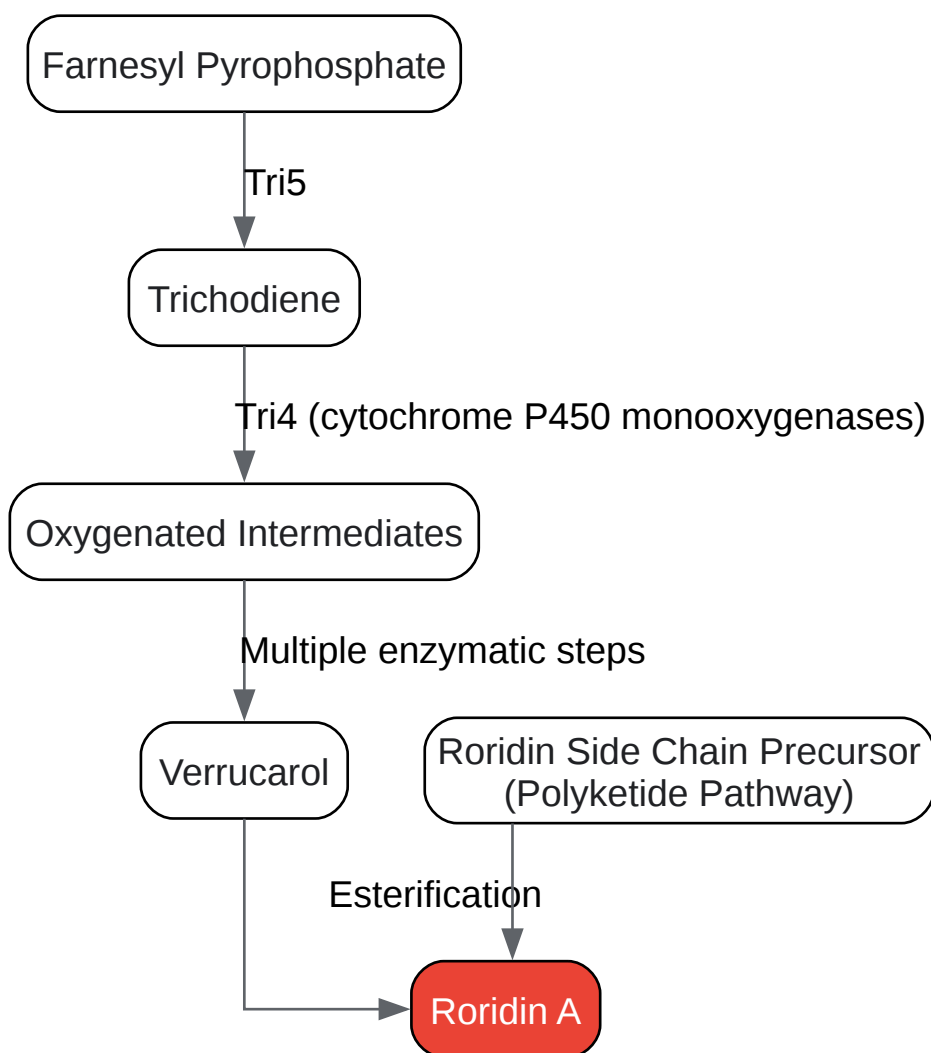 Farnesyl Pyrophosphate
Tri5
Trichodiene
Tri4 (cytochrome P450 monooxygenases)
Oxygenated Intermediates
Multiple enzymatic steps
Verrucarol
Roridin Side Chain Precursor
(Polyketide Pathway)
Esterification
Roridin A